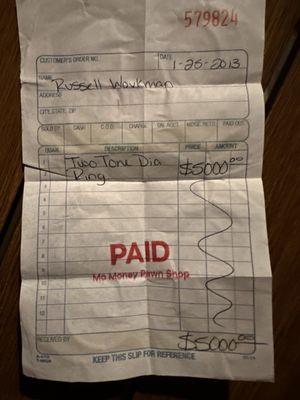 579824
CUSTOMER'S ORDER NO. DATE 1-25-2013
NAME Russell Workman
ADDRESS
CITY, STATE, ZIP
SOLD BY CASH C.O.D. CHARGE ON ACCT. MDSE. RETD. PAID OUT
QUAN. DESCRIPTION PRICE AMOUNT
Two Tone Dia $5000.00
Ring
PAID
Mo Money Pawn Shop
RECEIVED BY $5000.00
KEEP THIS SLIP FOR REFERENCE